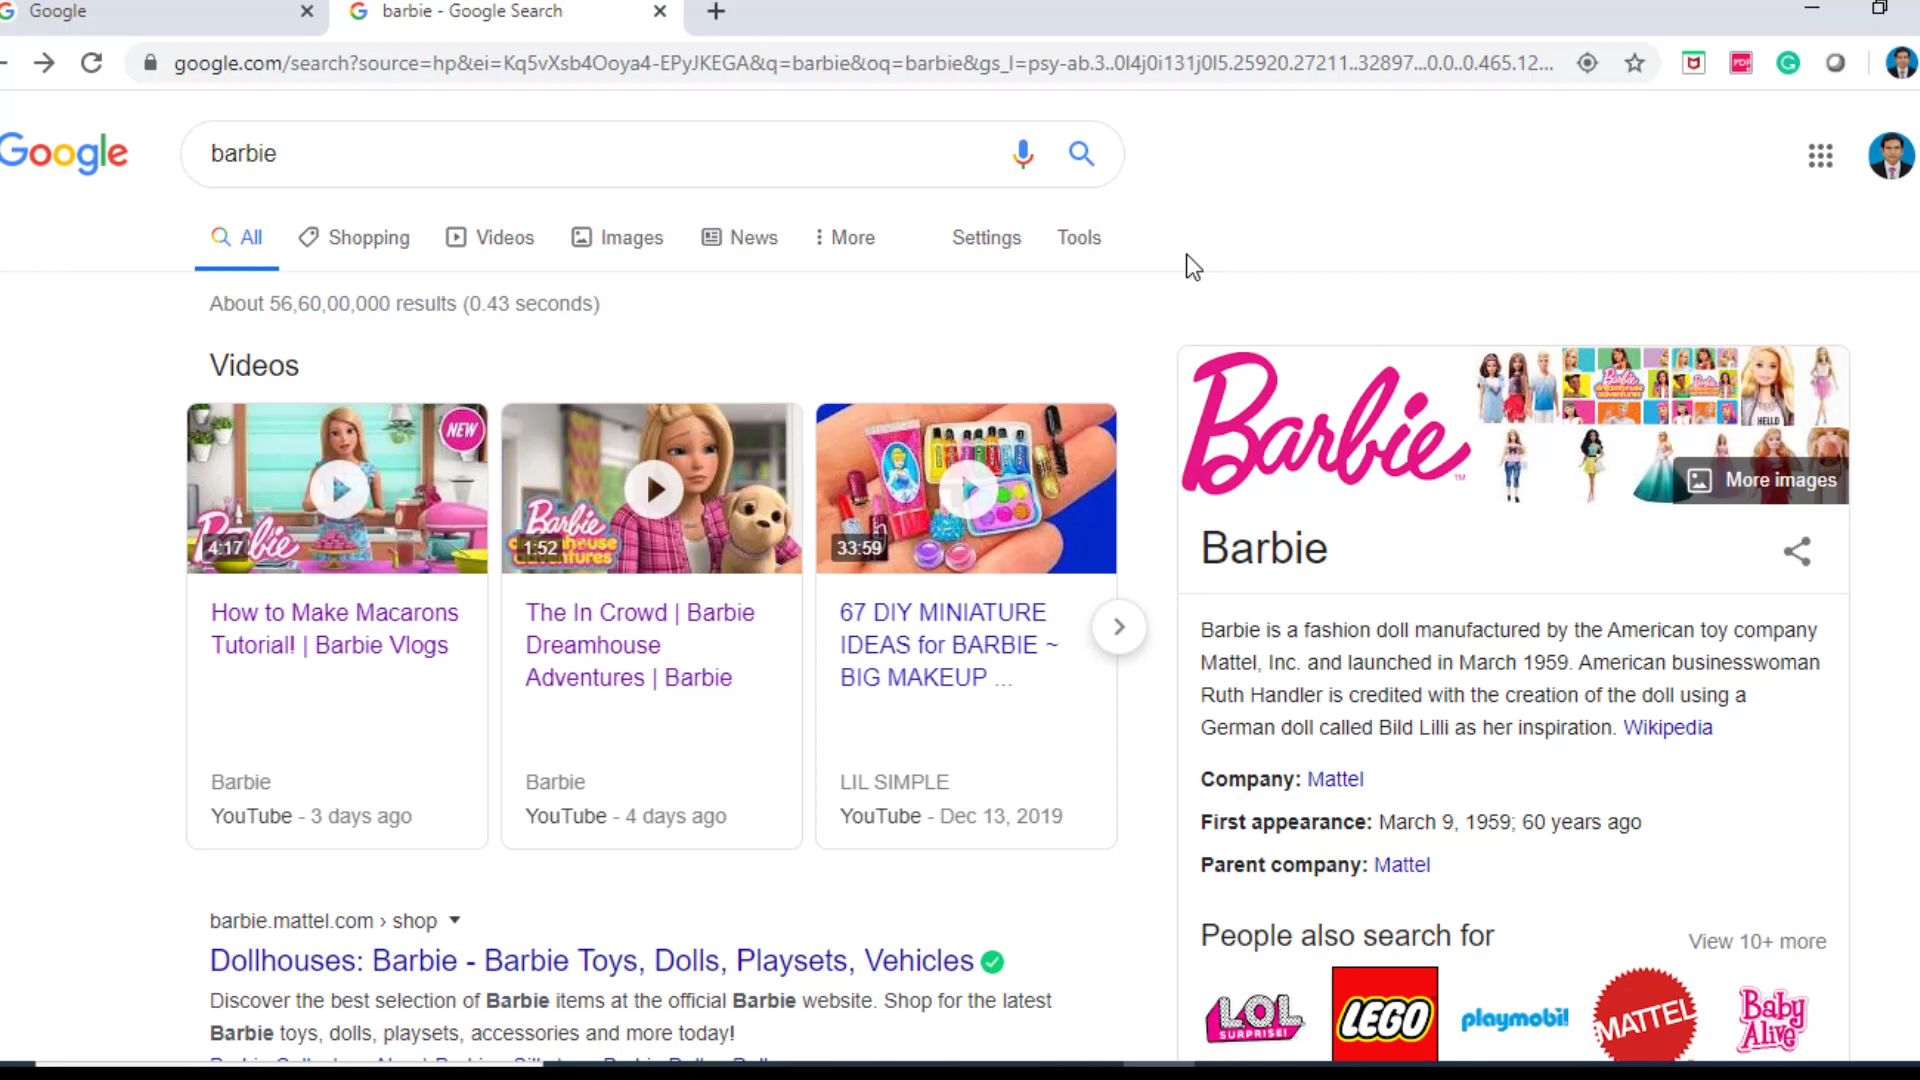 Google
barbie - Google Search
google.com/search?source=hp&ei=Kq5vXsb4Ooya4-EPyJKEGA&q=barbie&oq=barbie&gs_l=psy-ab.3..0l4j0i131j0l5.25920.27211..32897...0.0..0.465.12...
PDF
Google
barbie
All
Shopping
Videos
Images
News
More
Settings
Tools
About 56,60,00,000 results (0.43 seconds)
Videos
NEW
Barbie
4:17
Barbie
dreamhouse
adventures
1:52
33:59
How to Make Macarons
Tutorial! | Barbie Vlogs
Barbie
YouTube - 3 days ago
The In Crowd | Barbie
Dreamhouse
Adventures | Barbie
Barbie
YouTube - 4 days ago
67 DIY MINIATURE
IDEAS for BARBIE ~
BIG MAKEUP ...
LIL SIMPLE
YouTube - Dec 13, 2019
barbie.mattel.com › shop
Dollhouses: Barbie - Barbie Toys, Dolls, Playsets, Vehicles
Discover the best selection of Barbie items at the official Barbie website. Shop for the latest
Barbie toys, dolls, playsets, accessories and more today!
Barbie™
HELLO
More images
Barbie
Barbie is a fashion doll manufactured by the American toy company
Mattel, Inc. and launched in March 1959. American businesswoman
Ruth Handler is credited with the creation of the doll using a
German doll called Bild Lilli as her inspiration. Wikipedia
Company: Mattel
First appearance: March 9, 1959; 60 years ago
Parent company: Mattel
People also search for
View 10+ more
LOL
SURPRISE!
LEGO
playmobil
MATTEL
Baby
Alive